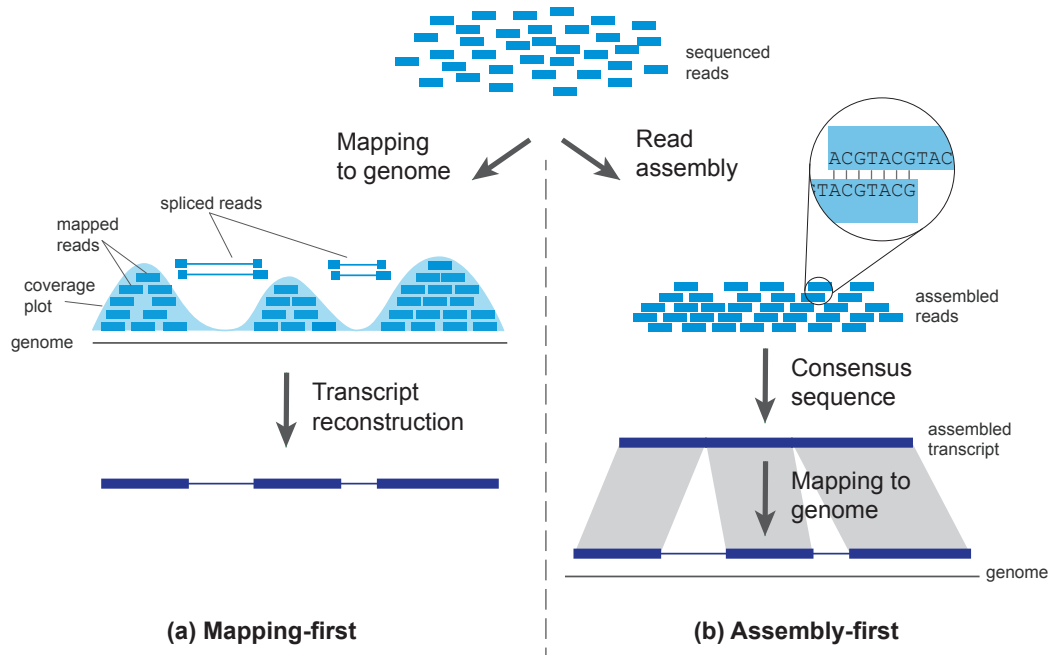 sequenced
reads
Mapping
to genome
Read
assembly
ACGTACGTAC
GTACGTACG
spliced reads
mapped
reads
coverage
plot
genome
assembled
reads
Transcript
reconstruction
Consensus
sequence
assembled
transcript
Mapping to
genome
genome
(a) Mapping-first
(b) Assembly-first